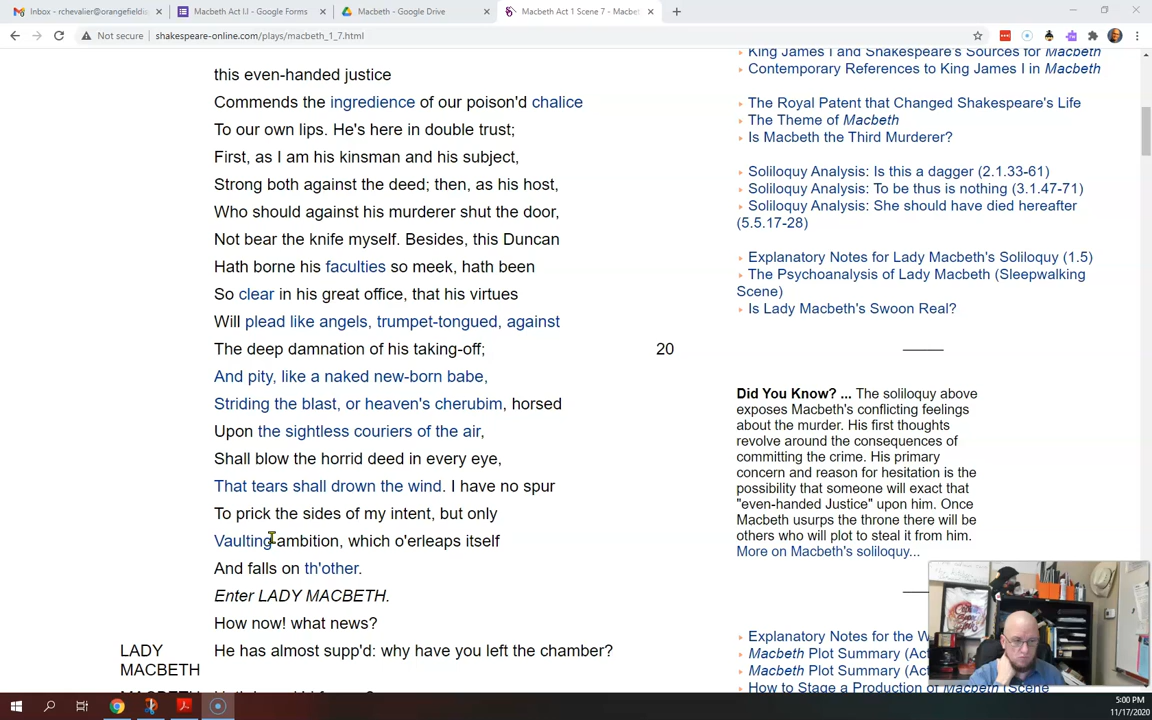 Inbox - rchevalier@orangefieldis
Macbeth Act I - Google Forms
Macbeth - Google Drive
Macbeth Act 1 Scene 7 - Macbet
Not secure | shakespeare-online.com/plays/macbeth_1_7.html
this even-handed justice
Commends the ingredience of our poison'd chalice
To our own lips. He's here in double trust;
First, as I am his kinsman and his subject,
Strong both against the deed; then, as his host,
Who should against his murderer shut the door,
Not bear the knife myself. Besides, this Duncan
Hath borne his faculties so meek, hath been
So clear in his great office, that his virtues
Will plead like angels, trumpet-tongued, against
The deep damnation of his taking-off;
20
And pity, like a naked new-born babe,
Striding the blast, or heaven's cherubim, horsed
Upon the sightless couriers of the air,
Shall blow the horrid deed in every eye,
That tears shall drown the wind. I have no spur
To prick the sides of my intent, but only
Vaulting ambition, which o'erleaps itself
And falls on th'other.
Enter LADY MACBETH.
How now! what news?
LADY
MACBETH
He has almost supp'd: why have you left the chamber?
King James I and Shakespeare's Sources for Macbeth
Contemporary References to King James I in Macbeth
The Royal Patent that Changed Shakespeare's Life
The Theme of Macbeth
Is Macbeth the Third Murderer?
Soliloquy Analysis: Is this a dagger (2.1.33-61)
Soliloquy Analysis: To be thus is nothing (3.1.47-71)
Soliloquy Analysis: She should have died hereafter
(5.5.17-28)
Explanatory Notes for Lady Macbeth's Soliloquy (1.5)
The Psychoanalysis of Lady Macbeth (Sleepwalking
Scene)
Is Lady Macbeth's Swoon Real?
Did You Know? ... The soliloquy above
exposes Macbeth's conflicting feelings
about the murder. His first thoughts
revolve around the consequences of
committing the crime. His primary
concern and reason for hesitation is the
possibility that someone will exact that
"even-handed Justice" upon him. Once
Macbeth usurps the throne there will be
others who will plot to steal it from him.
More on Macbeth's soliloquy...
Explanatory Notes for the W
Macbeth Plot Summary (Ac
Macbeth Plot Summary (Act
How to Stage a Production of Macbeth (Scene
5:00 PM
11/17/2020